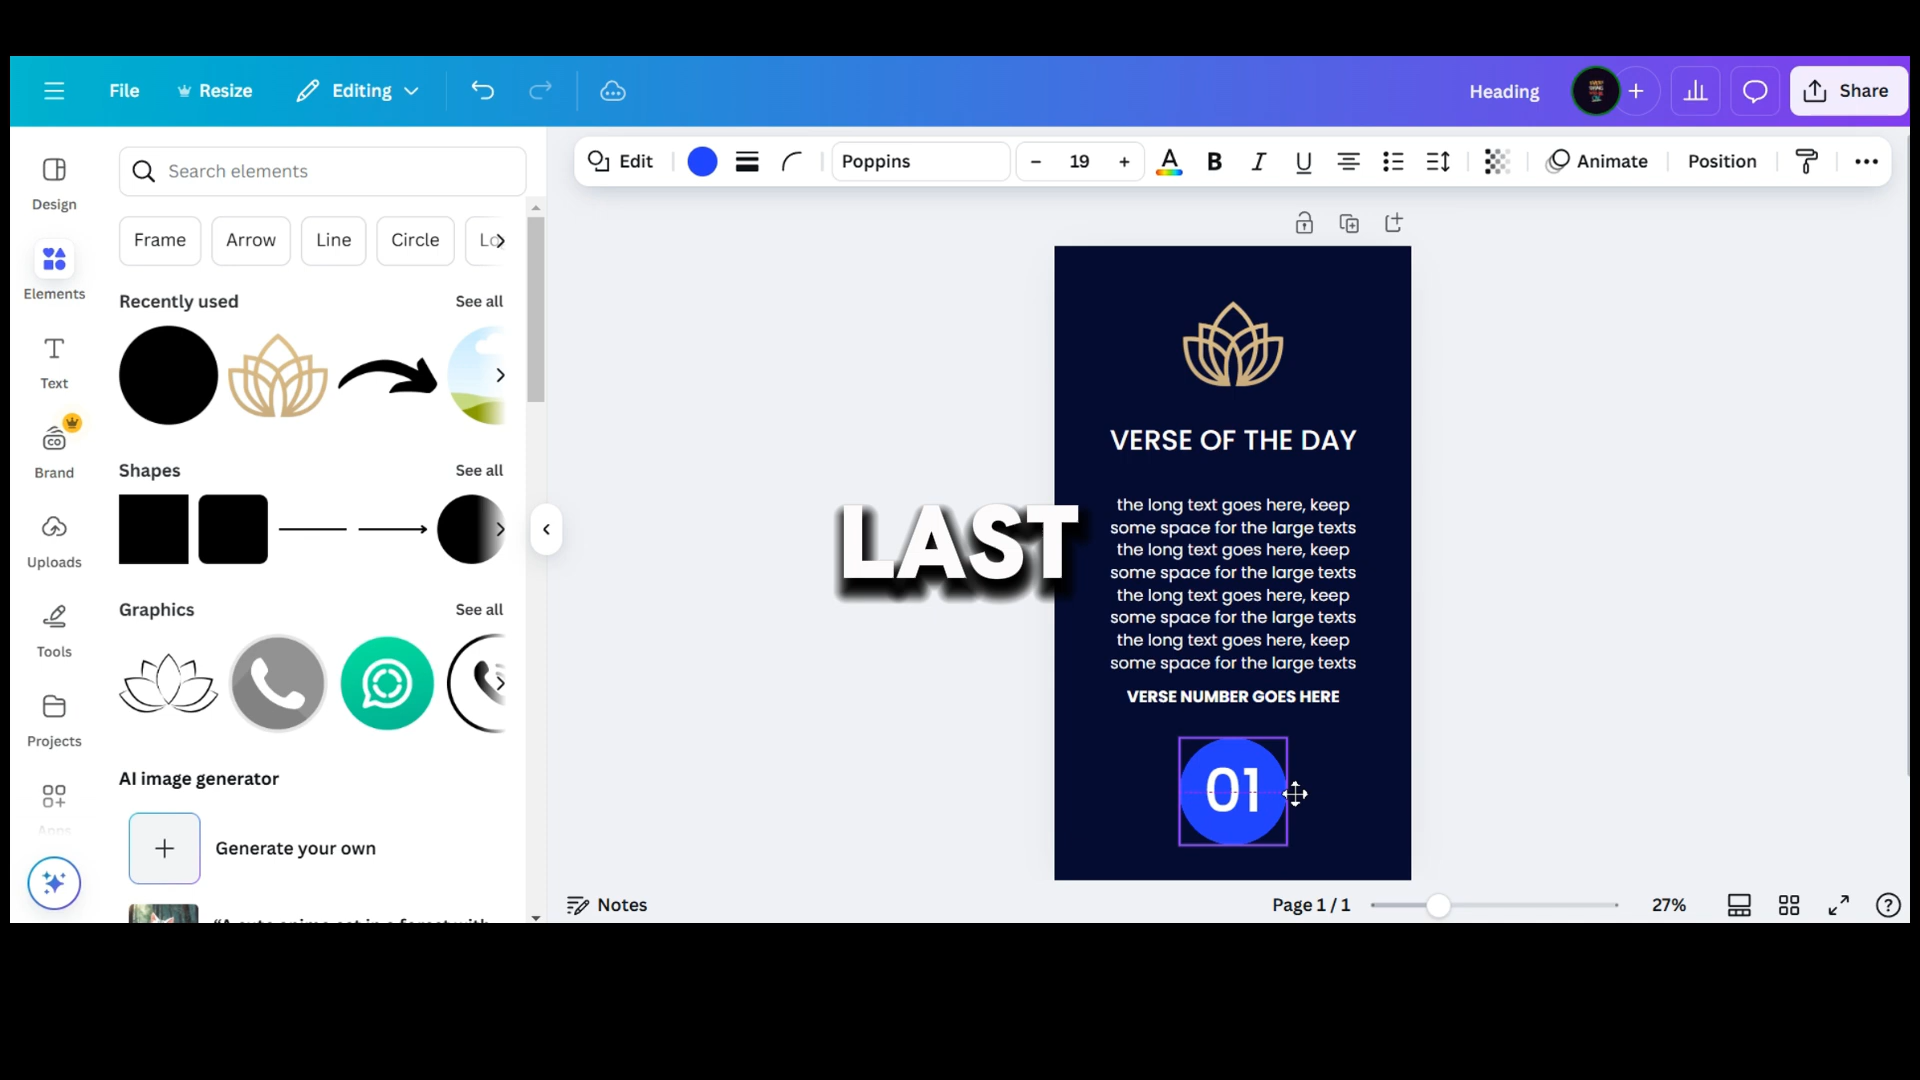 File
Resize
Editing
Heading
Share
Design
Elements
Text
Brand
Uploads
Tools
Projects
Apps
Search elements
Frame
Arrow
Line
Circle
Recently used
See all
Shapes
See all
Graphics
See all
AI image generator
Generate your own
Edit
Poppins
- 19 +
A
B
I
U
Animate
Position
VERSE OF THE DAY
the long text goes here, keep
some space for the large texts
the long text goes here, keep
some space for the large texts
the long text goes here, keep
some space for the large texts
the long text goes here, keep
some space for the large texts
VERSE NUMBER GOES HERE
01
LAST
Notes
Page 1 / 1
27%